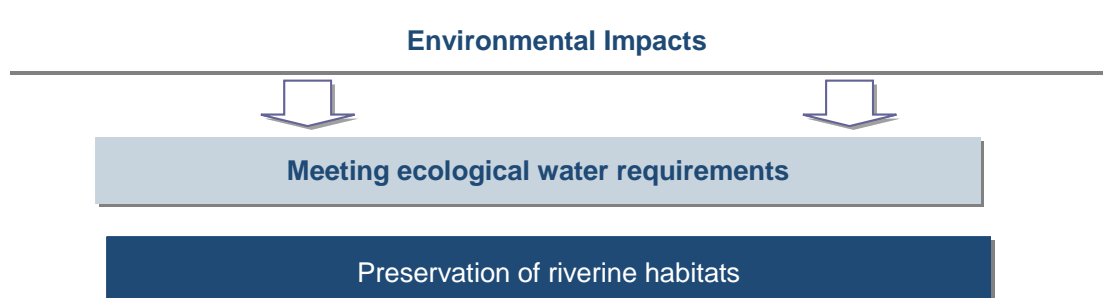 Environmental Impacts
Meeting ecological water requirements
Preservation of riverine habitats